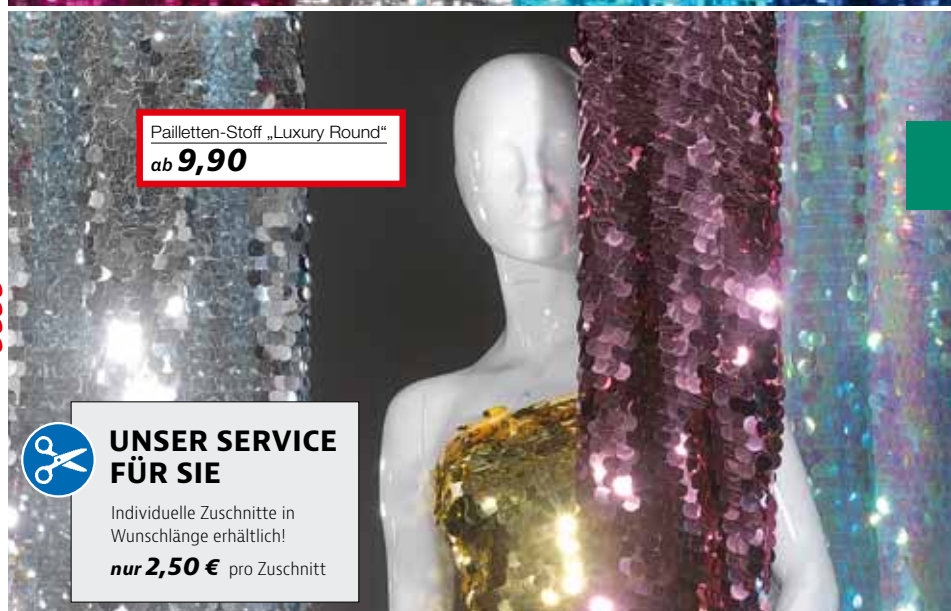 Pailletten-Stoff „Luxury Round“
ab 9,90
UNSER SERVICE
FÜR SIE
Individuelle Zuschnitte in
Wunschlänge erhältlich!
nur 2,50 € pro Zuschnitt